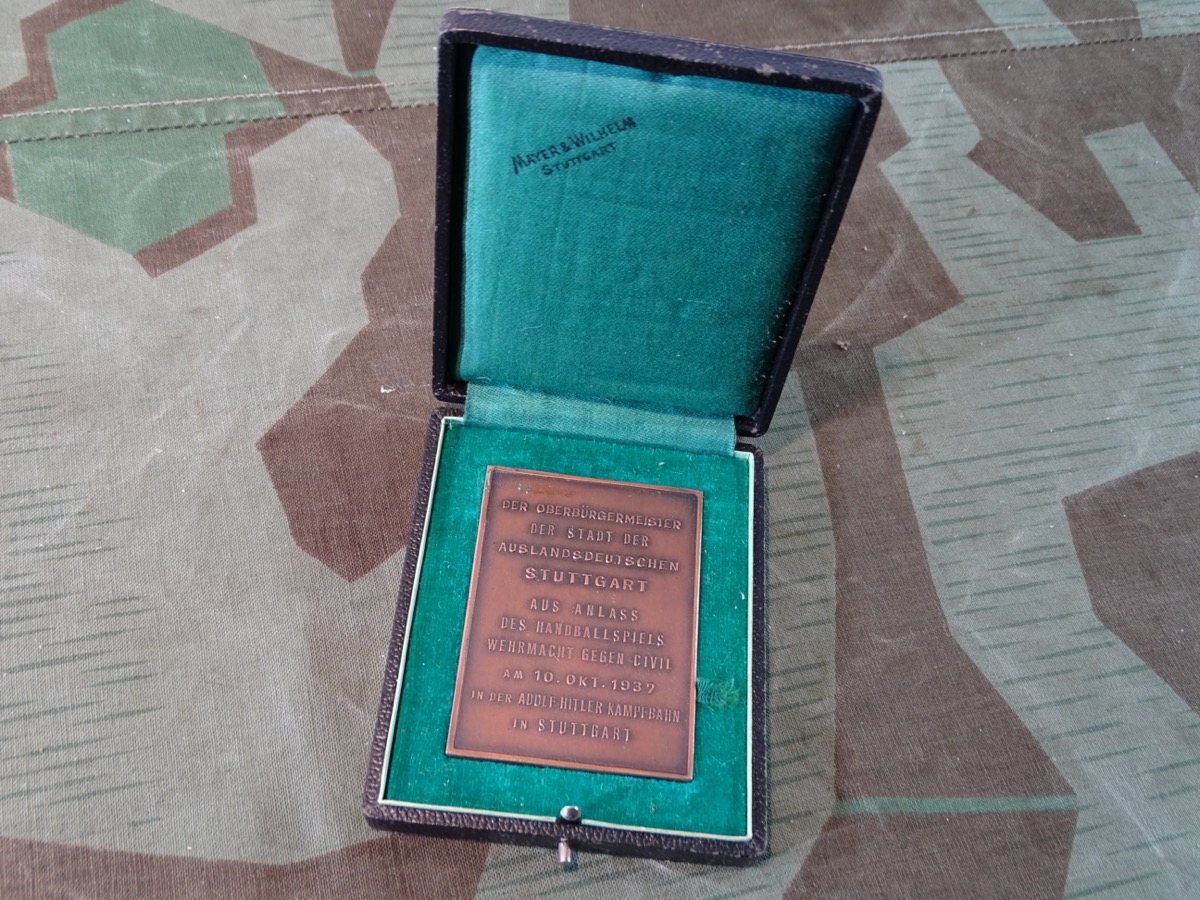 MAYER & WILHELM
STUTTGART
DER OBERBÜRGERMEISTER
DER STADT DER
AUSLANDSDEUTSCHEN
STUTTGART
AUS ANLASS
DES HANDBALLSPIELS
WEHRMACHT GEGEN CIVIL
AM 10. OKT. 1937
IN DER ADOLF HITLER KAMPFBAHN
IN STUTTGART